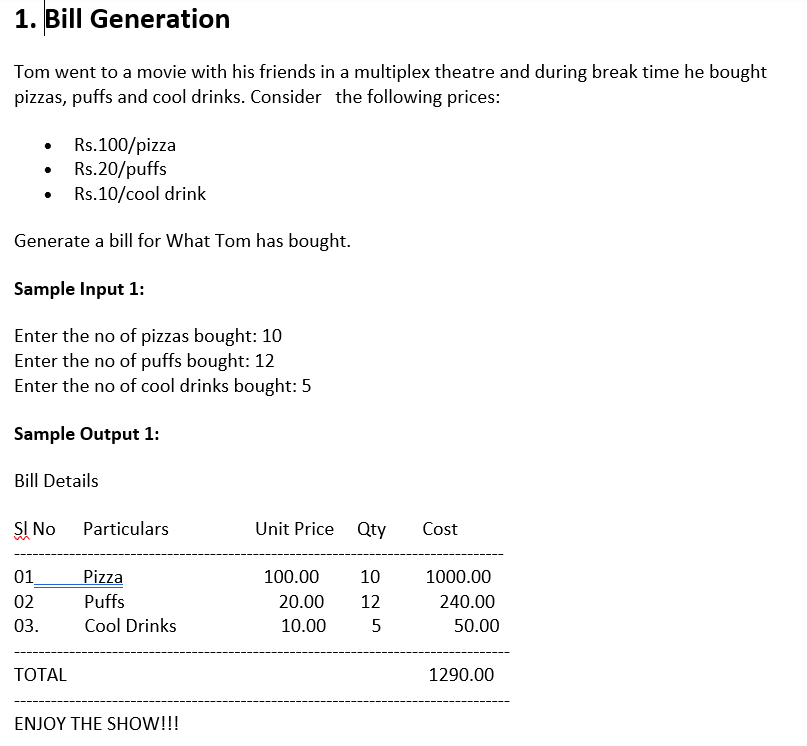 1. Bill Generation
Tom went to a movie with his friends in a multiplex theatre and during break time he bought
pizzas, puffs and cool drinks. Consider the following prices:
• Rs.100/pizza
• Rs.20/puffs
• Rs.10/cool drink
Generate a bill for What Tom has bought.
Sample Input 1:
Enter the no of pizzas bought: 10
Enter the no of puffs bought: 12
Enter the no of cool drinks bought: 5
Sample Output 1:
Bill Details
Sl No Particulars Unit Price Qty Cost
--------------------------------------------------------------------------------
01 Pizza 100.00 10 1000.00
02 Puffs 20.00 12 240.00
03. Cool Drinks 10.00 5 50.00
---------------------------------------------------------------------------------
TOTAL 1290.00
---------------------------------------------------------------------------------
ENJOY THE SHOW!!!